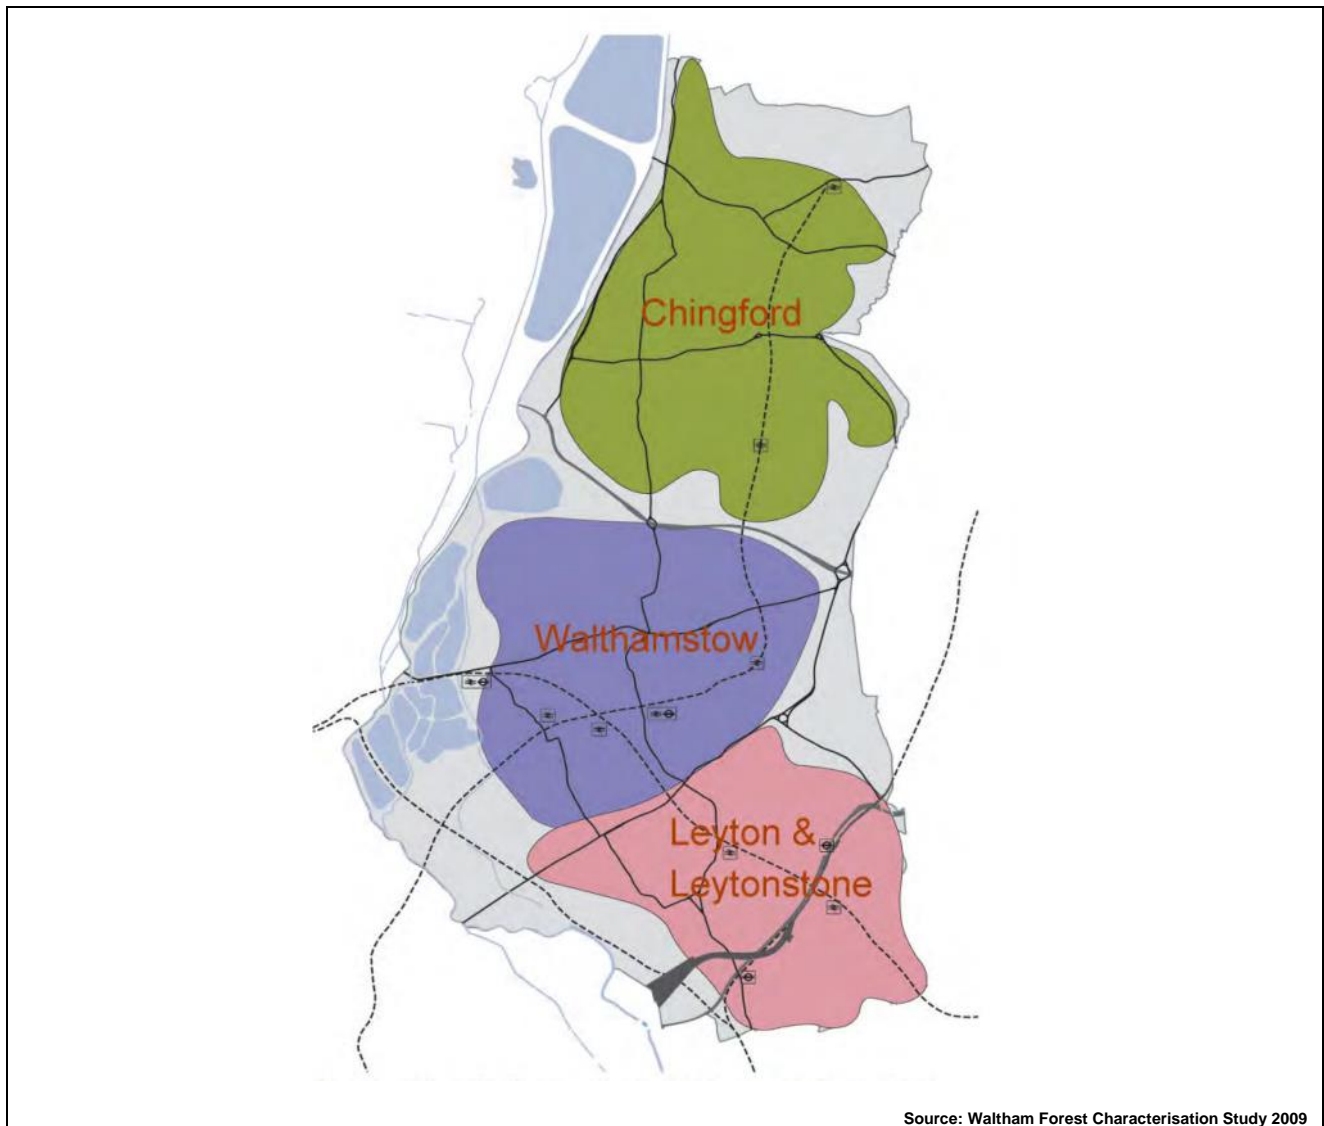 Chingford
Walthamstow
Leyton &
Leytonstone
Source: Waltham Forest Characterisation Study 2009